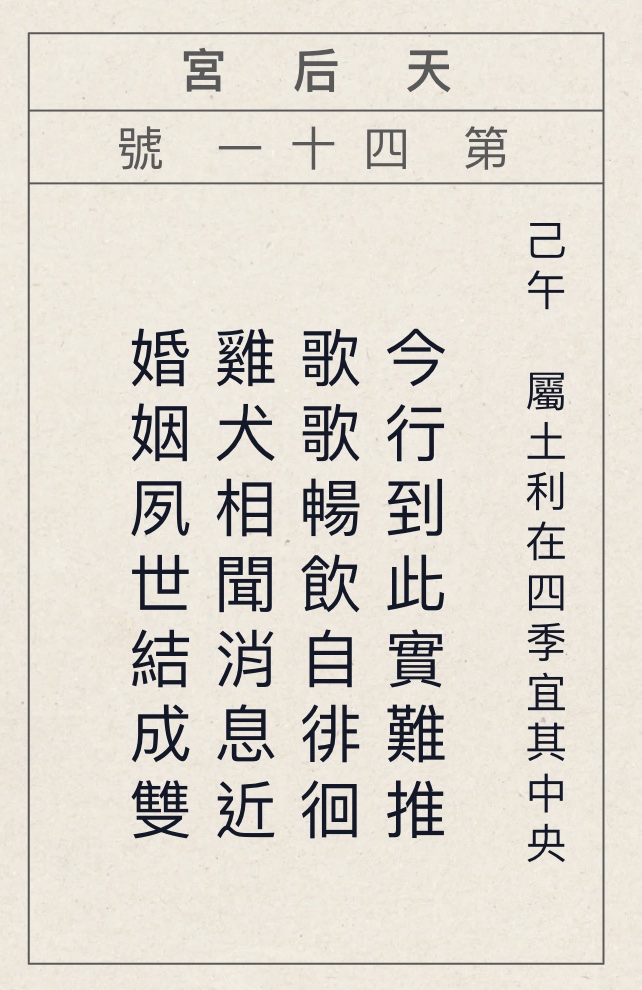 天后宮
第四十一號
己午　屬土利在四季宜其中央
今行到此實難推
歌歌暢飲自徘徊
雞犬相聞消息近
婚姻夙世結成雙